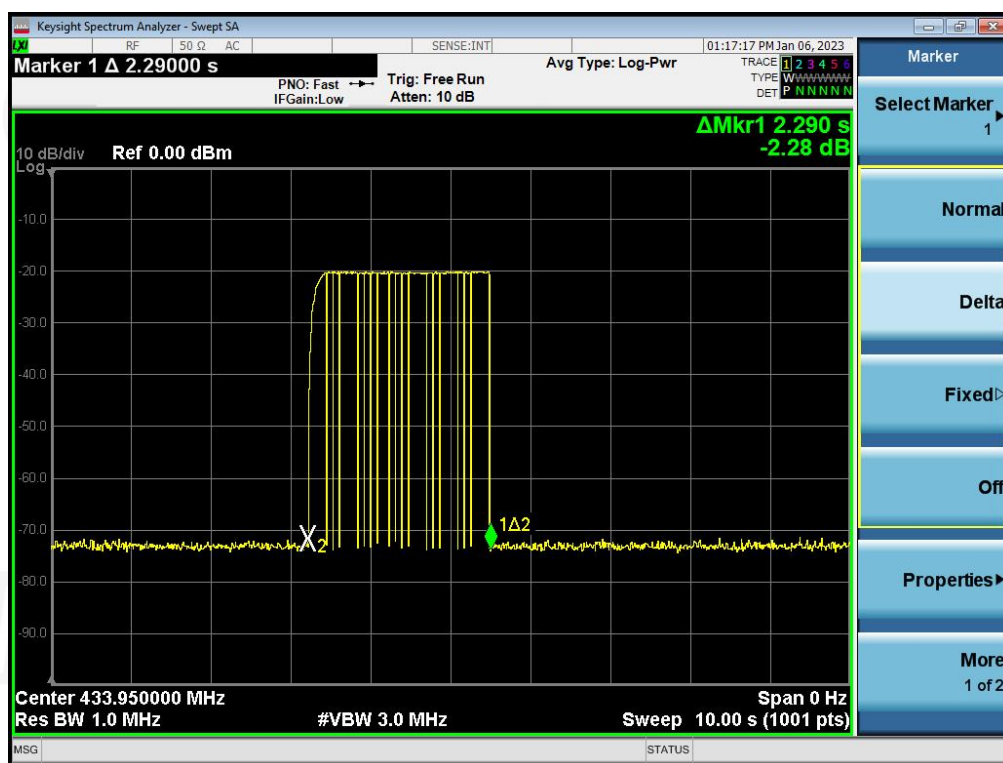 Keysight Spectrum Analyzer - Swept SA
LXI RF 50 Ω AC SENSE:INT 01:17:17 PM Jan 06, 2023
Marker 1 Δ 2.29000 s
PNO: Fast
IFGain:Low
Trig: Free Run
Atten: 10 dB
Avg Type: Log-Pwr
TRACE 1 2 3 4 5 6
TYPE WWWWWW
DET P N N N N N
ΔMkr1 2.290 s
-2.28 dB
10 dB/div Ref 0.00 dBm
Log
-10.0
-20.0
-30.0
-40.0
-50.0
-60.0
-70.0
-80.0
-90.0
X2
1Δ2
Center 433.950000 MHz Span 0 Hz
Res BW 1.0 MHz #VBW 3.0 MHz Sweep 10.00 s (1001 pts)
MSG STATUS
Marker
Select Marker
1
Normal
Delta
Fixed
Off
Properties
More
1 of 2